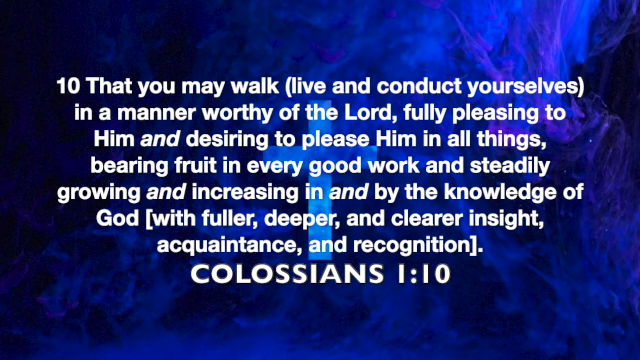 10 That you may walk (live and conduct yourselves)
in a manner worthy of the Lord, fully pleasing to
Him and desiring to please Him in all things,
bearing fruit in every good work and steadily
growing and increasing in and by the knowledge of
God [with fuller, deeper, and clearer insight,
acquaintance, and recognition].
COLOSSIANS 1:10